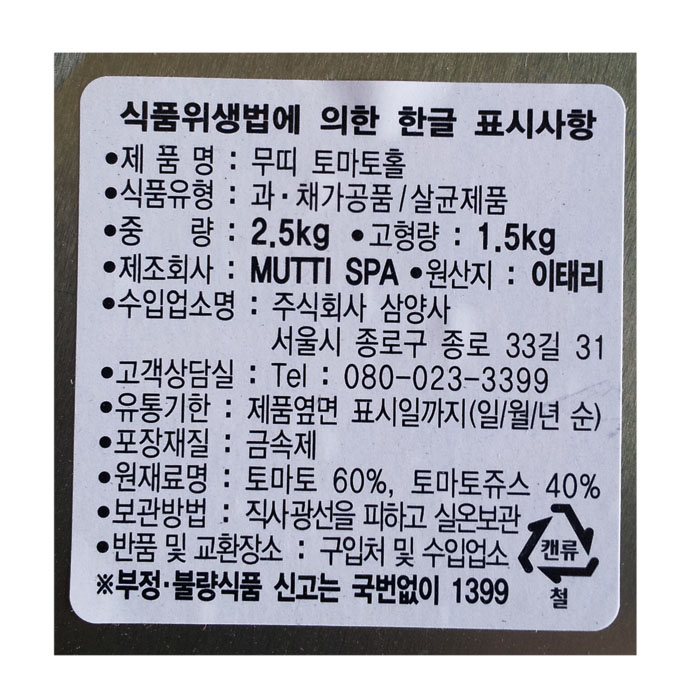 식품위생법에 의한 한글 표시사항
•제 품 명 : 무띠 토마토홀
•식품유형 : 과·채가공품/살균제품
•중 량 : 2.5kg •고형량 : 1.5kg
•제조회사 : MUTTI SPA •원산지 : 이태리
•수입업소명 : 주식회사 삼양사
서울시 종로구 종로 33길 31
•고객상담실 : Tel : 080-023-3399
•유통기한 : 제품옆면 표시일까지(일/월/년 순)
•포장재질 : 금속제
•원재료명 : 토마토 60%, 토마토쥬스 40%
•보관방법 : 직사광선을 피하고 실온보관
•반품 및 교환장소 : 구입처 및 수입업소
캔류
철
※부정·불량식품 신고는 국번없이 1399